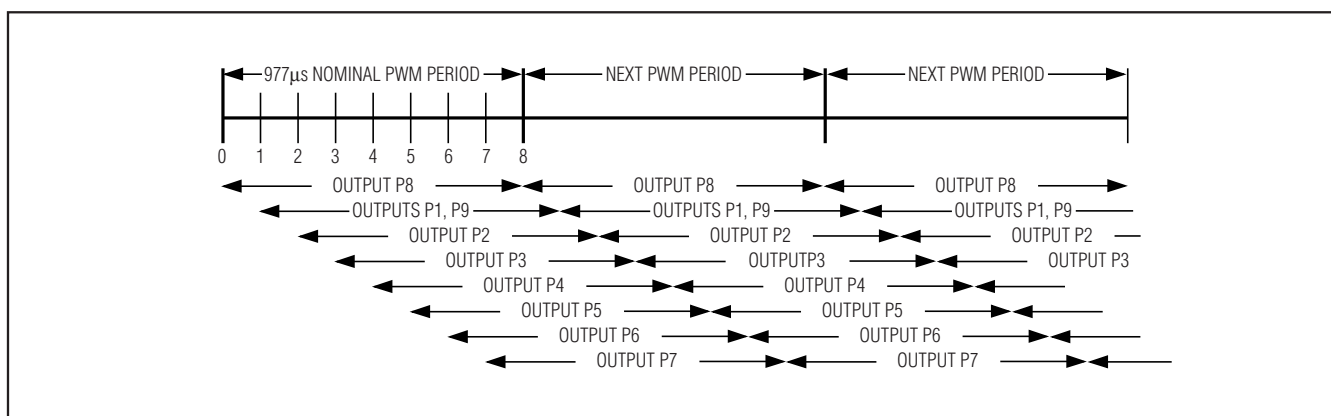 977μs NOMINAL PWM PERIOD NEXT PWM PERIOD NEXT PWM PERIOD
0 1 2 3 4 5 6 7 8
OUTPUT P8 OUTPUT P8 OUTPUT P8
OUTPUTS P1, P9 OUTPUTS P1, P9 OUTPUTS P1, P9
OUTPUT P2 OUTPUT P2 OUTPUT P2
OUTPUT P3 OUTPUTP3 OUTPUT P3
OUTPUT P4 OUTPUT P4
OUTPUT P5 OUTPUT P5
OUTPUT P6 OUTPUT P6
OUTPUT P7 OUTPUT P7